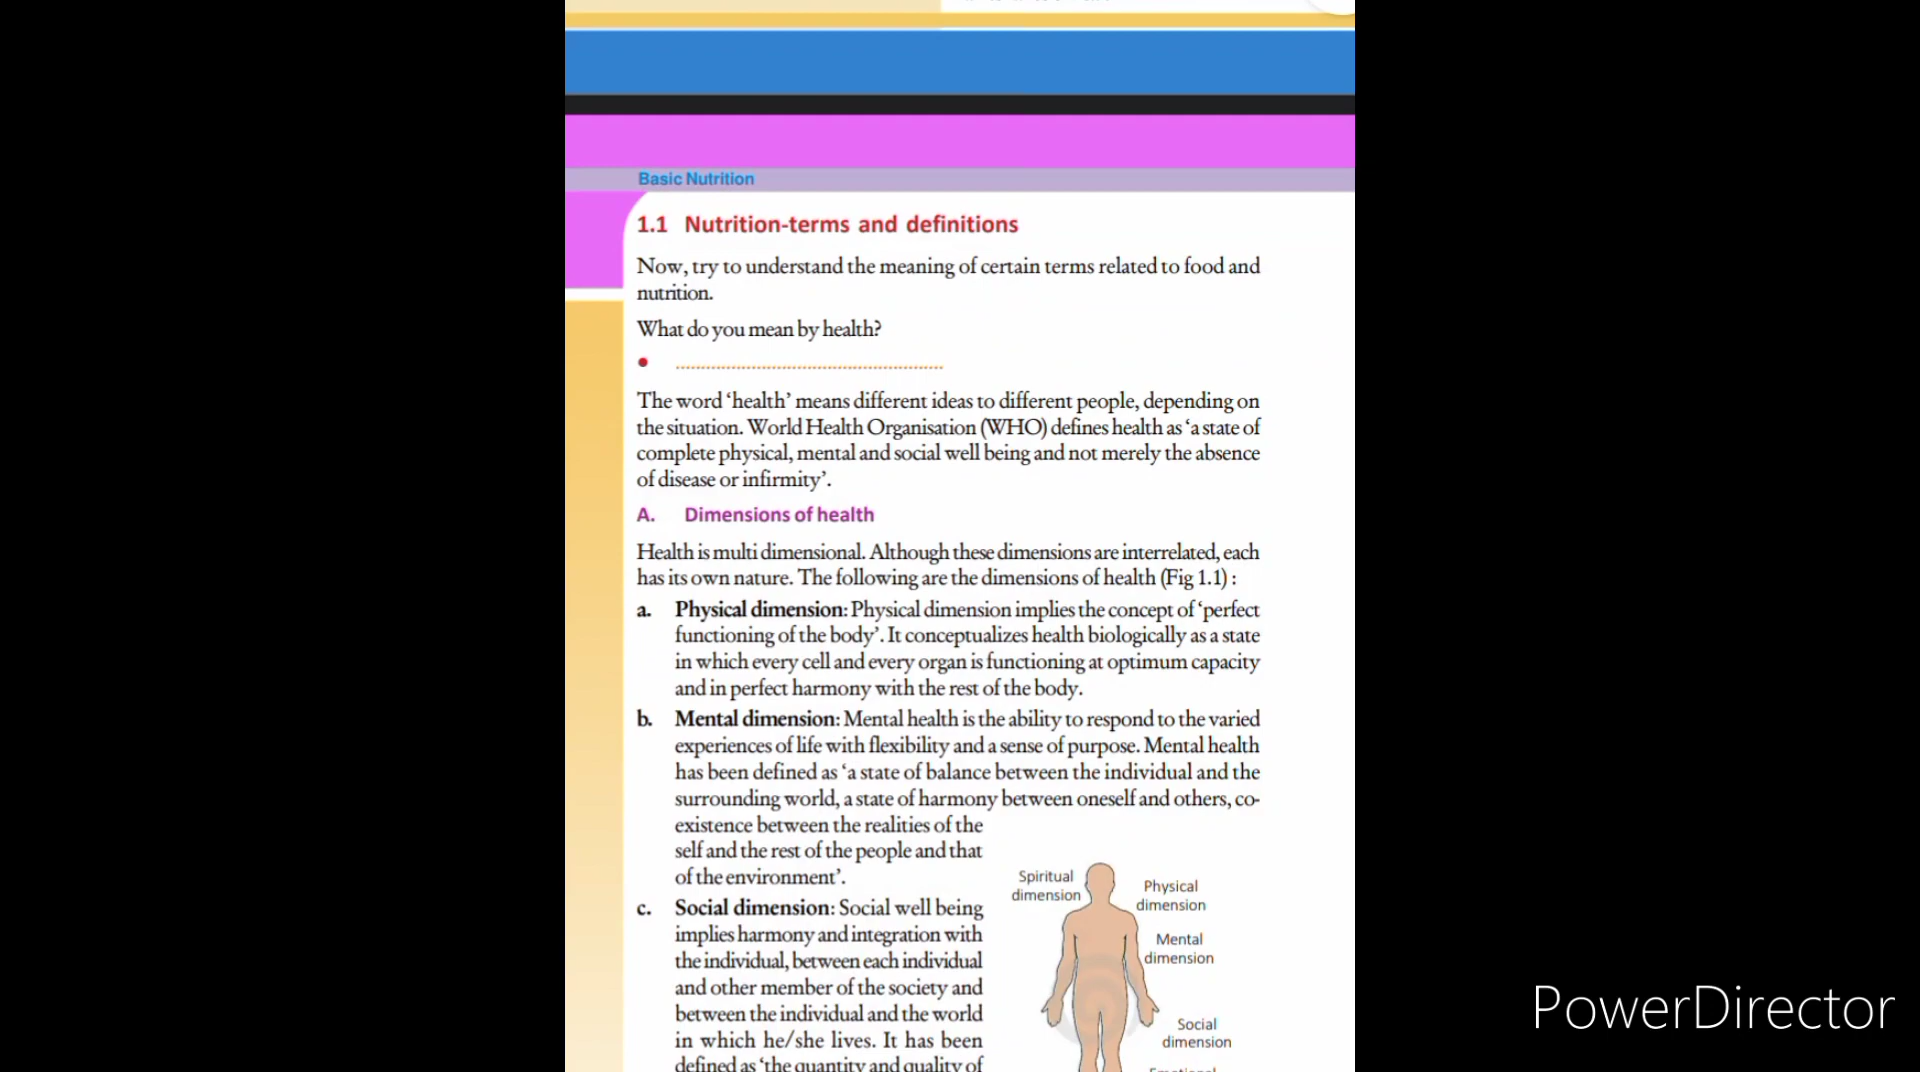 Basic Nutrition
1.1 Nutrition-terms and definitions
Now, try to understand the meaning of certain terms related to food and
nutrition.
What do you mean by health?
• ......................................................
The word ‘health’ means different ideas to different people, depending on
the situation. World Health Organisation (WHO) defines health as ‘a state of
complete physical, mental and social well being and not merely the absence
of disease or infirmity’.
A. Dimensions of health
Health is multi dimensional. Although these dimensions are interrelated, each
has its own nature. The following are the dimensions of health (Fig 1.1) :
a. Physical dimension: Physical dimension implies the concept of ‘perfect
functioning of the body’. It conceptualizes health biologically as a state
in which every cell and every organ is functioning at optimum capacity
and in perfect harmony with the rest of the body.
b. Mental dimension: Mental health is the ability to respond to the varied
experiences of life with flexibility and a sense of purpose. Mental health
has been defined as ‘a state of balance between the individual and the
surrounding world, a state of harmony between oneself and others, co-
existence between the realities of the
self and the rest of the people and that
of the environment’.
c. Social dimension: Social well being
implies harmony and integration with
the individual, between each individual
and other member of the society and
between the individual and the world
in which he/she lives. It has been
defined as ‘the quantity and quality of
Spiritual
dimension
Physical
dimension
Mental
dimension
Social
dimension
PowerDirector